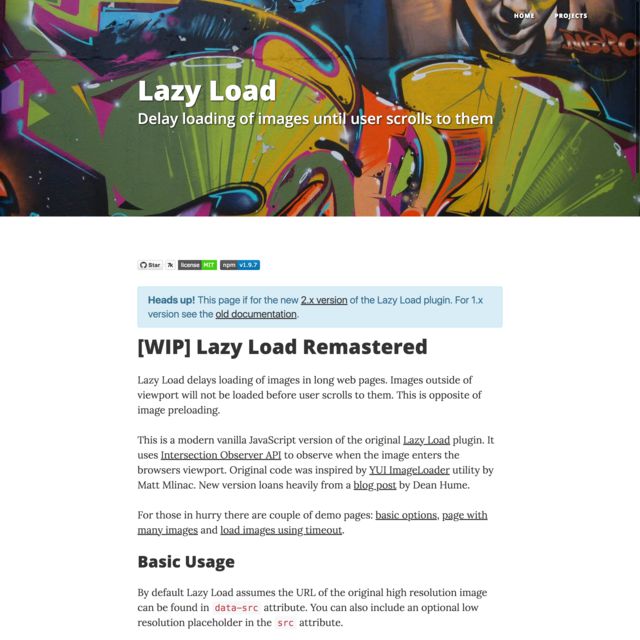 HOME PROJECTS
Lazy Load
Delay loading of images until user scrolls to them
Star 7k license MIT npm v1.9.7
Heads up! This page if for the new 2.x version of the Lazy Load plugin. For 1.x
version see the old documentation.
[WIP] Lazy Load Remastered
Lazy Load delays loading of images in long web pages. Images outside of
viewport will not be loaded before user scrolls to them. This is opposite of
image preloading.
This is a modern vanilla JavaScript version of the original Lazy Load plugin. It
uses Intersection Observer API to observe when the image enters the
browsers viewport. Original code was inspired by YUI ImageLoader utility by
Matt Mlinac. New version loans heavily from a blog post by Dean Hume.
For those in hurry there are couple of demo pages: basic options, page with
many images and load images using timeout.
Basic Usage
By default Lazy Load assumes the URL of the original high resolution image
can be found in data-src attribute. You can also include an optional low
resolution placeholder in the src attribute.